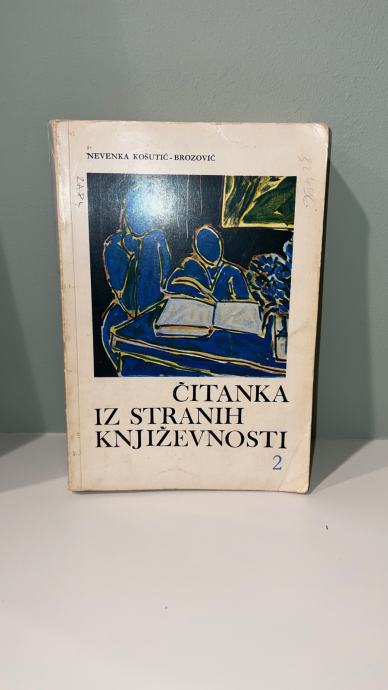 NEVENKA KOŠUTIĆ - BROZOVIĆ
ČITANKA
IZ STRANIH
KNJIŽEVNOSTI
2